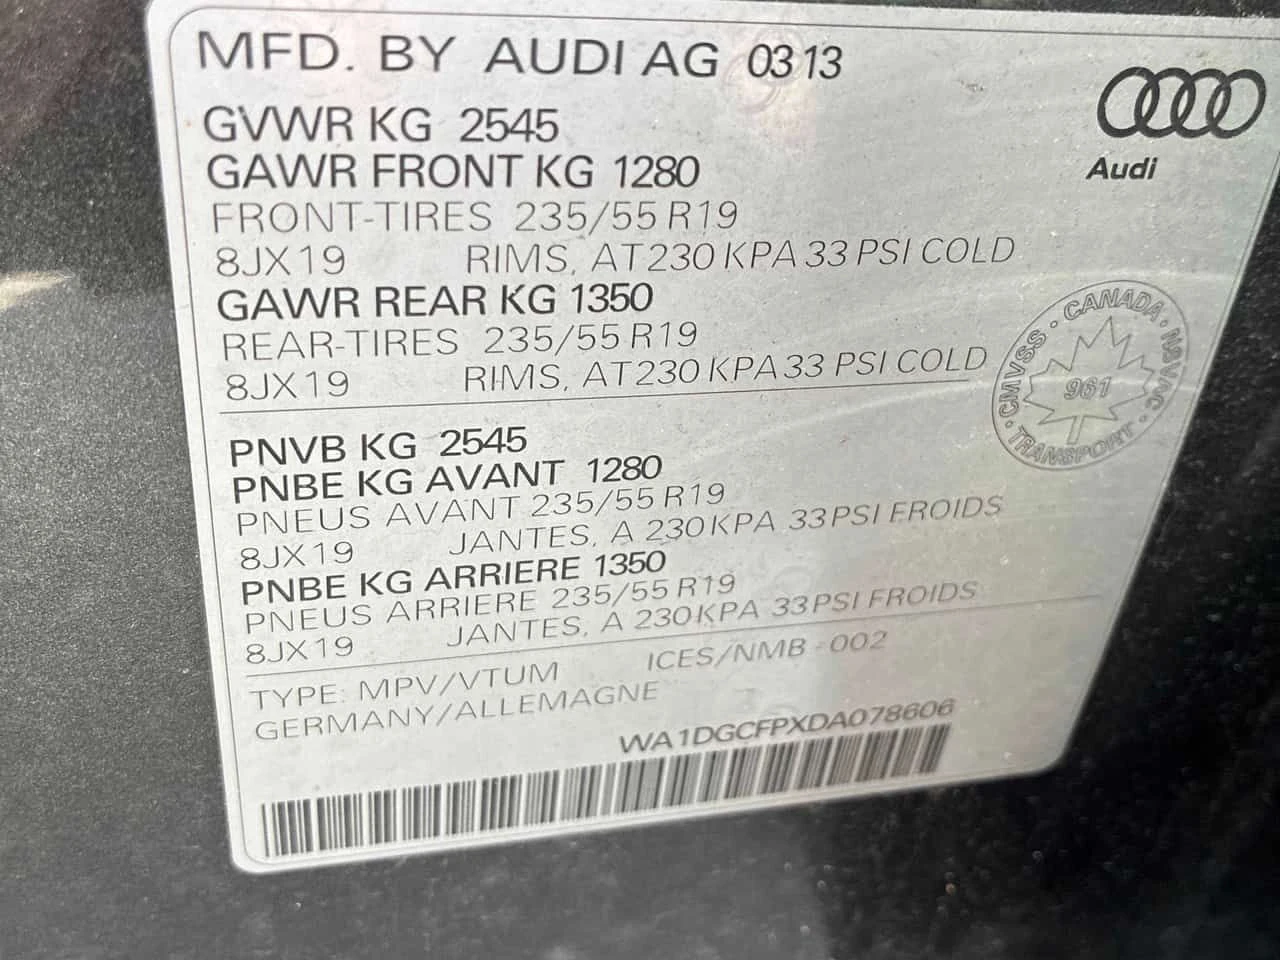 MFD. BY AUDI AG 03 13
GVWR KG 2545
GAWR FRONT KG 1280
FRONT-TIRES 235/55 R19
8JX19 RIMS, AT 230 KPA 33 PSI COLD
GAWR REAR KG 1350
REAR-TIRES 235/55 R19
8JX19 RIMS, AT 230 KPA 33 PSI COLD
Audi
CMVSS · CANADA · NSVAC · TRANSPORT ·
961
PNVB KG 2545
PNBE KG AVANT 1280
PNEUS AVANT 235/55 R19
8JX19 JANTES, A 230 KPA 33 PSI FROIDS
PNBE KG ARRIERE 1350
PNEUS ARRIERE 235/55 R19
8JX19 JANTES, A 230 KPA 33 PSI FROIDS
TYPE: MPV/VTUM ICES/NMB - 002
GERMANY/ALLEMAGNE
WA1DGCFPXDA078606